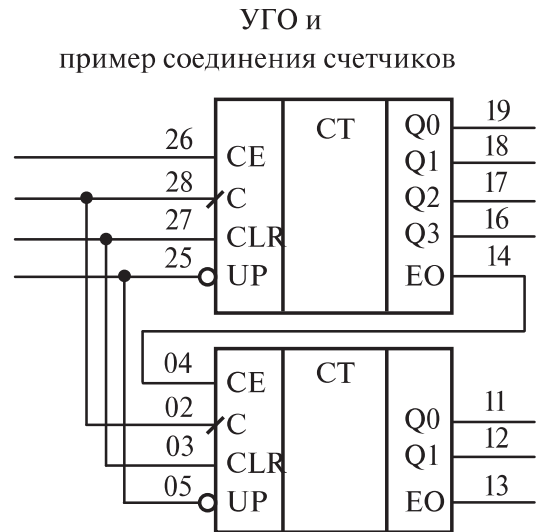 УГО и
пример соединения счетчиков
CT
26 CE Q0 19
28 C Q1 18
27 CLR Q2 17
25 UP Q3 16
EO 14
CT
04 CE
02 C Q0 11
03 CLR Q1 12
05 UP EO 13